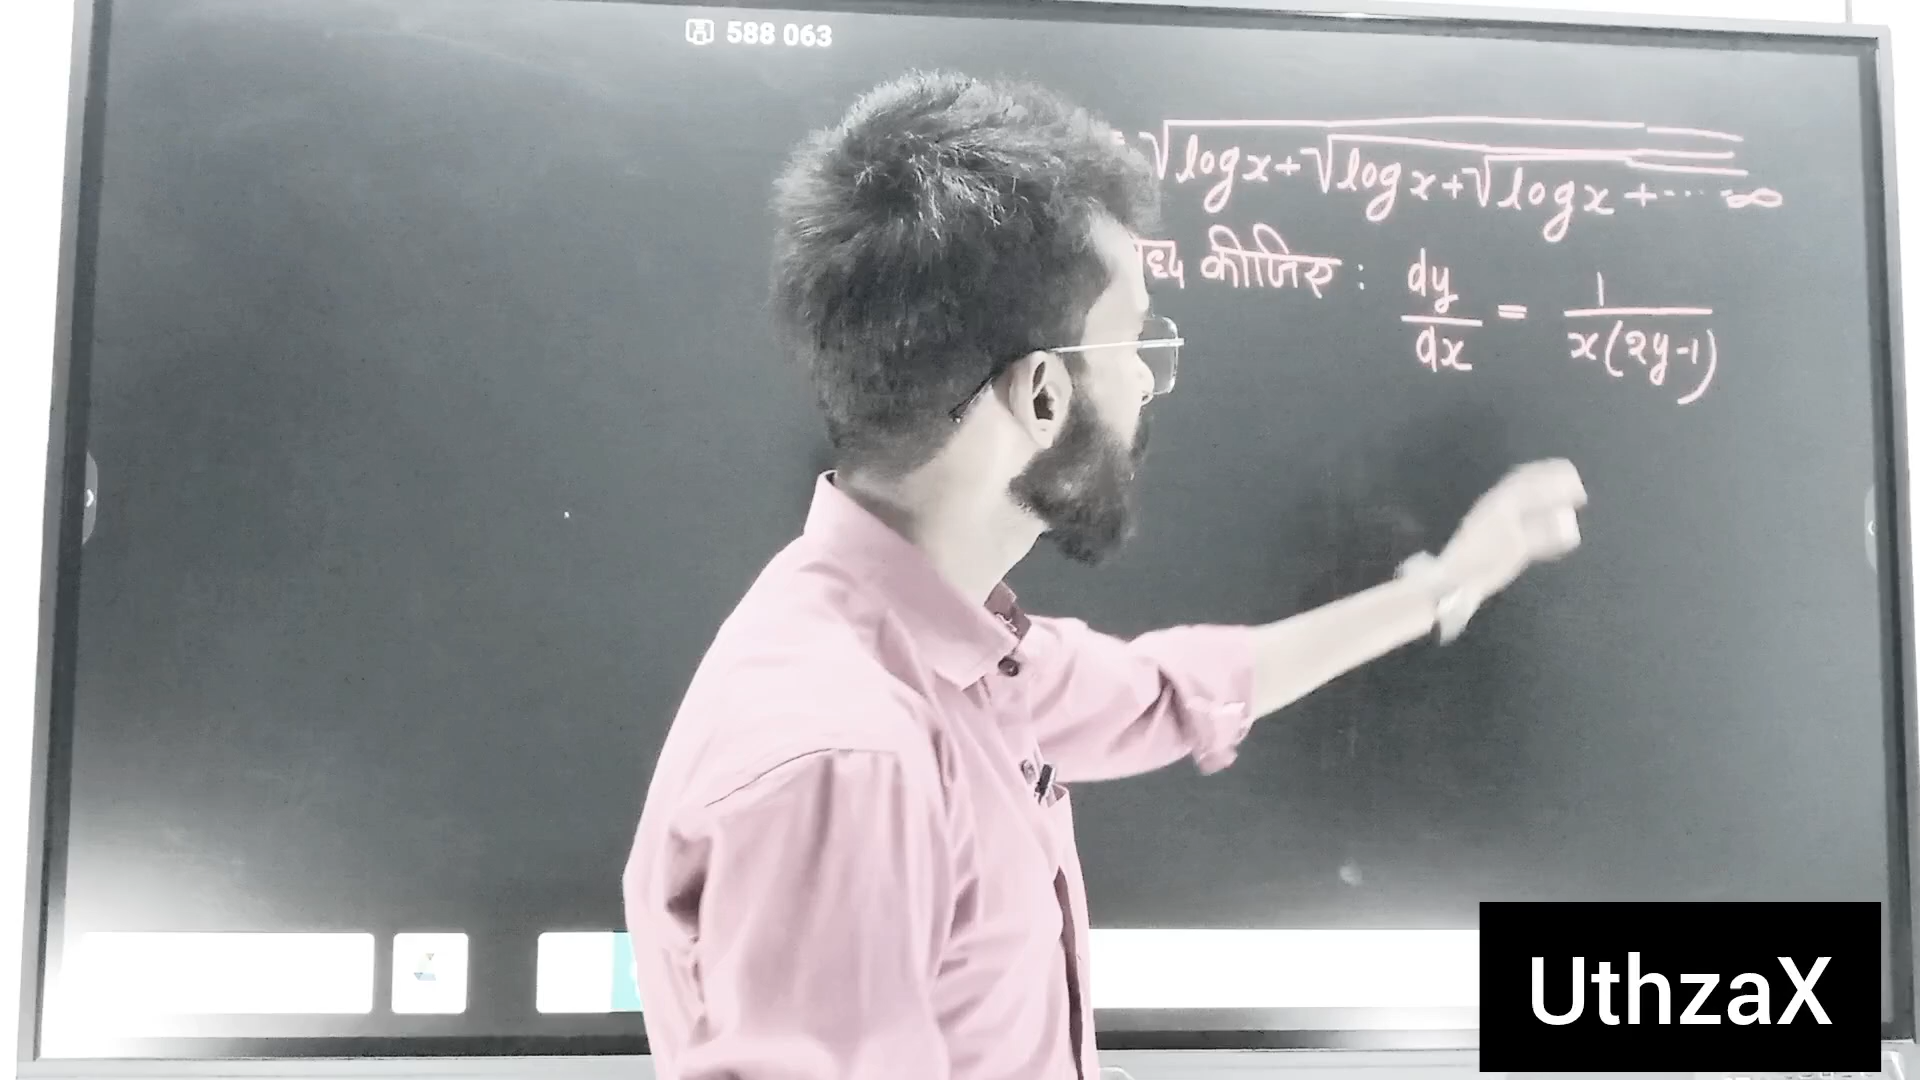 588 063
= √log x + √log x + √log x + ---- ∞
कीजिए : dy/dx = 1/x(2y-1)
UthzaX